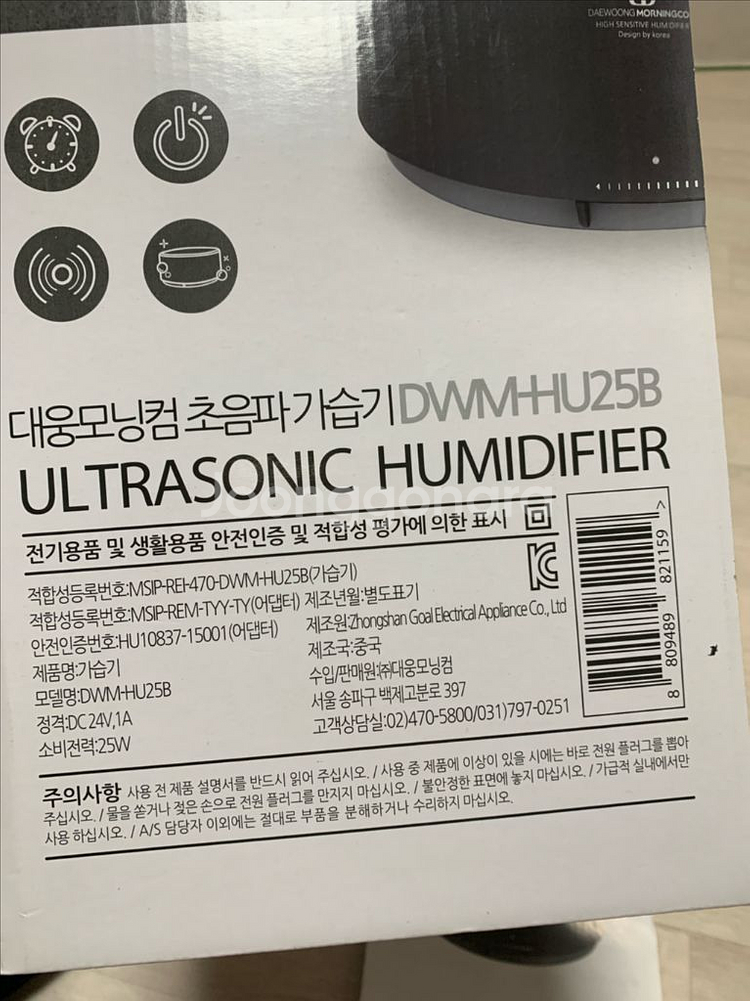 DAEWOONG MORNINGCO
HIGH SENSITIVE HUMIDIFIER
Design by korea
대웅모닝컴 초음파 가습기 DWM-HU25B
ULTRASONIC HUMIDIFIER
Joonggonara
전기용품 및 생활용품 안전인증 및 적합성 평가에 의한 표시
적합성등록번호:MSIP-REI-470-DWM-HU25B(가습기)
적합성등록번호:MSIP-REM-TYY-TY(어댑터)
안전인증번호:HU10837-15001(어댑터)
제품명:가습기
모델명:DWM-HU25B
정격:DC 24V,1A
소비전력:25W
제조년월:별도표기
제조원:Zhongshan Goal Electrical Appliance Co., Ltd
제조국:중국
수입/판매원:㈜대웅모닝컴
서울 송파구 백제고분로 397
고객상담실:02)470-5800/031)797-0251
8 809489 821159 >
주의사항 사용 전 제품 설명서를 반드시 읽어 주십시오. / 사용 중 제품에 이상이 있을 시에는 바로 전원 플러그를 뽑아
주십시오. / 물을 쏟거나 젖은 손으로 전원 플러그를 만지지 마십시오. / 불안정한 표면에 놓지 마십시오. / 가급적 실내에서만
사용 하십시오. / A/S 담당자 이외에는 절대로 부품을 분해하거나 수리하지 마십시오.